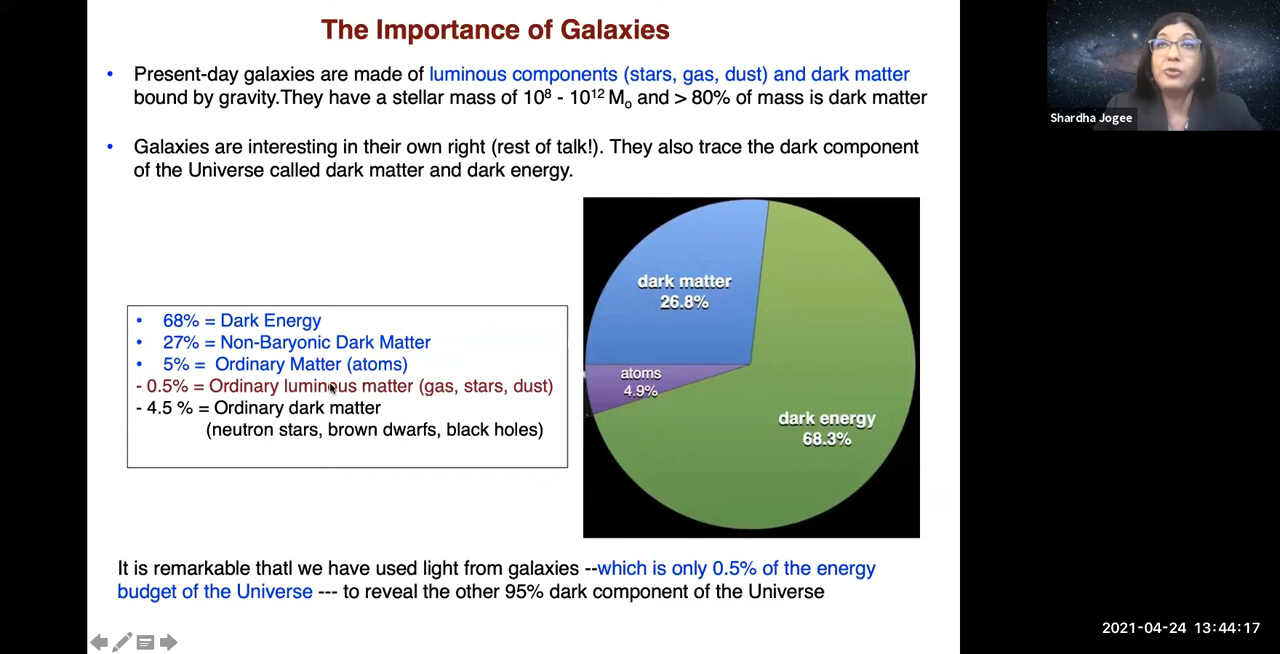 The Importance of Galaxies
• Present-day galaxies are made of luminous components (stars, gas, dust) and dark matter
bound by gravity.They have a stellar mass of 10⁸ - 10¹² Mₒ and > 80% of mass is dark matter
• Galaxies are interesting in their own right (rest of talk!). They also trace the dark component
of the Universe called dark matter and dark energy.
• 68% = Dark Energy
• 27% = Non-Baryonic Dark Matter
• 5% = Ordinary Matter (atoms)
- 0.5% = Ordinary luminous matter (gas, stars, dust)
- 4.5 % = Ordinary dark matter
(neutron stars, brown dwarfs, black holes)
dark matter
26.8%
atoms
4.9%
dark energy
68.3%
It is remarkable thatl we have used light from galaxies --which is only 0.5% of the energy
budget of the Universe --- to reveal the other 95% dark component of the Universe
Shardha Jogee
2021-04-24 13:44:17